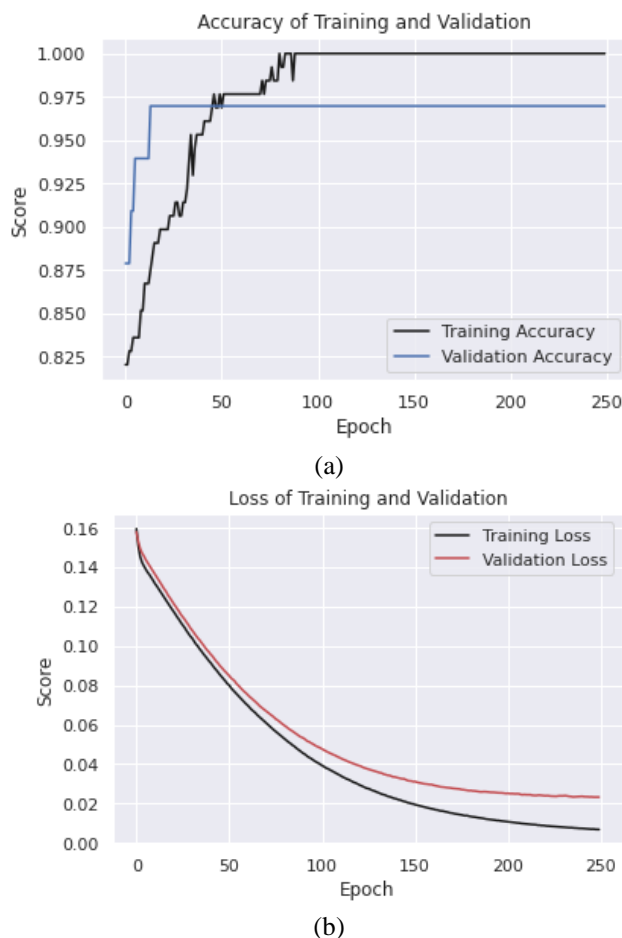 Accuracy of Training and Validation
1.000
0.975
0.950
0.925
0.900
0.875
0.850
0.825
Score
Training Accuracy
Validation Accuracy
0 50 100 150 200 250
Epoch
(a)
Loss of Training and Validation
0.16
0.14
0.12
0.10
0.08
0.06
0.04
0.02
0.00
Score
Training Loss
Validation Loss
0 50 100 150 200 250
Epoch
(b)